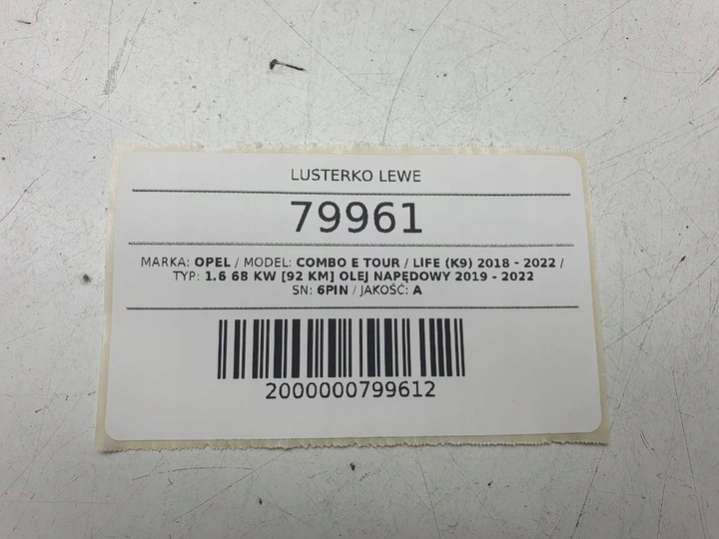 LUSTERKO LEWE
79961
MARKA: OPEL / MODEL: COMBO E TOUR / LIFE (K9) 2018 - 2022 /
TYP: 1.6 68 KW [92 KM] OLEJ NAPĘDOWY 2019 - 2022
SN: 6PIN / JAKOŚĆ: A
2000000799612